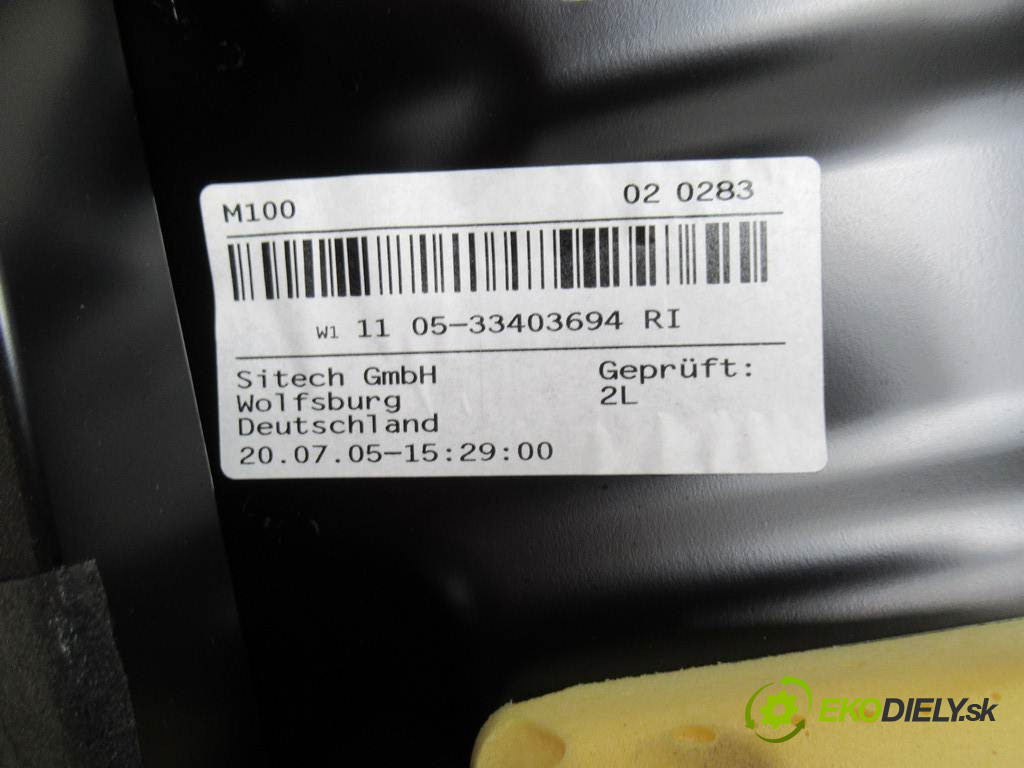 M100 02 0283
W1 11 05-33403694 RI
Sitech GmbH Geprüft:
Wolfsburg 2L
Deutschland
20.07.05-15:29:00
EKODIELY.sk